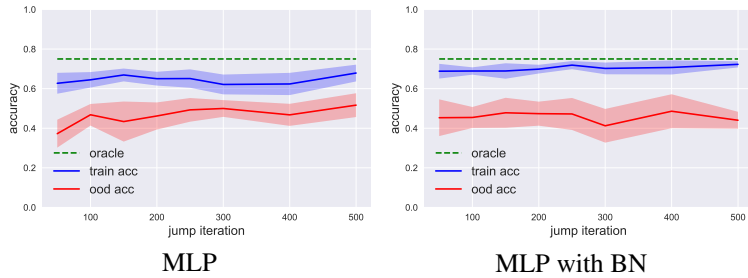 1.0
0.8
0.6
0.4
0.2
0.0
accuracy
oracle
train acc
ood acc
100 200 300 400 500
jump iteration
MLP
1.0
0.8
0.6
0.4
0.2
0.0
accuracy
oracle
train acc
ood acc
100 200 300 400 500
jump iteration
MLP with BN